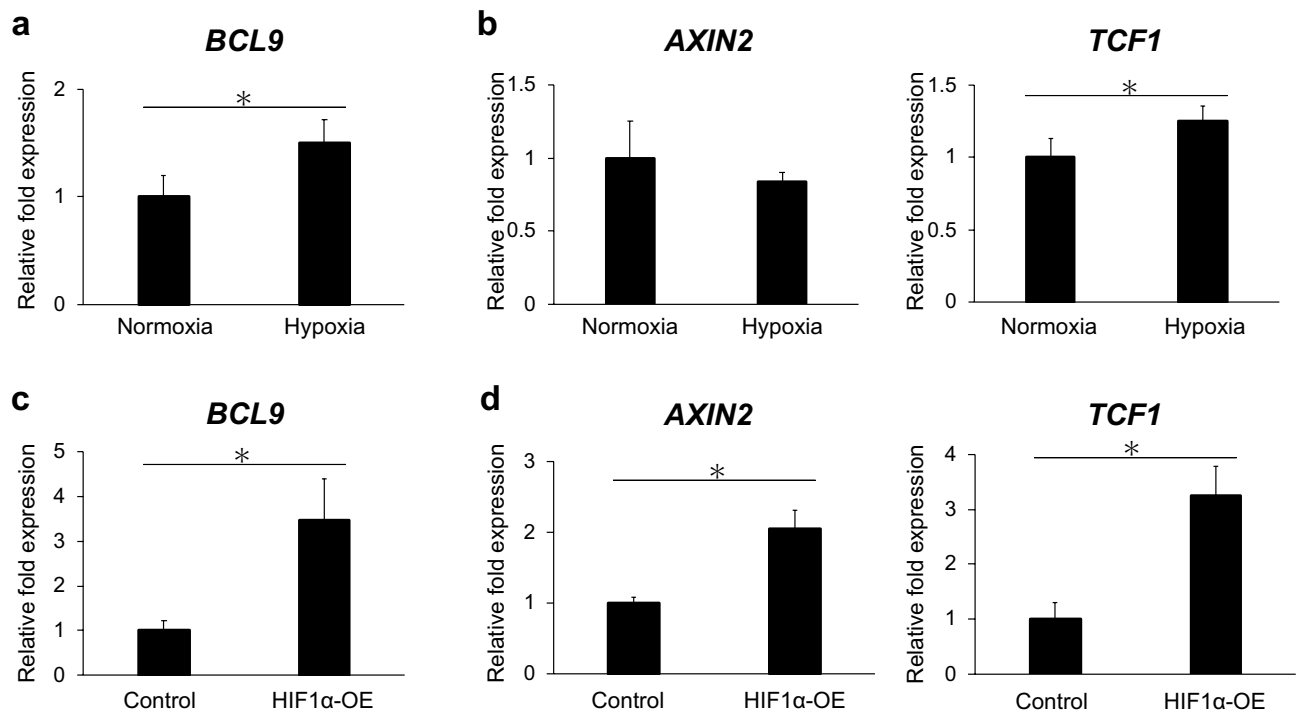 a
BCL9
Relative fold expression
2
1
0
*
Normoxia
Hypoxia
b
AXIN2
Relative fold expression
1.5
1
0.5
0
Normoxia
Hypoxia
TCF1
Relative fold expression
1.5
1
0.5
0
*
Normoxia
Hypoxia
c
BCL9
Relative fold expression
5
4
3
2
1
0
*
Control
HIF1α-OE
d
AXIN2
Relative fold expression
3
2
1
0
*
Control
HIF1α-OE
TCF1
Relative fold expression
4
3
2
1
0
*
Control
HIF1α-OE